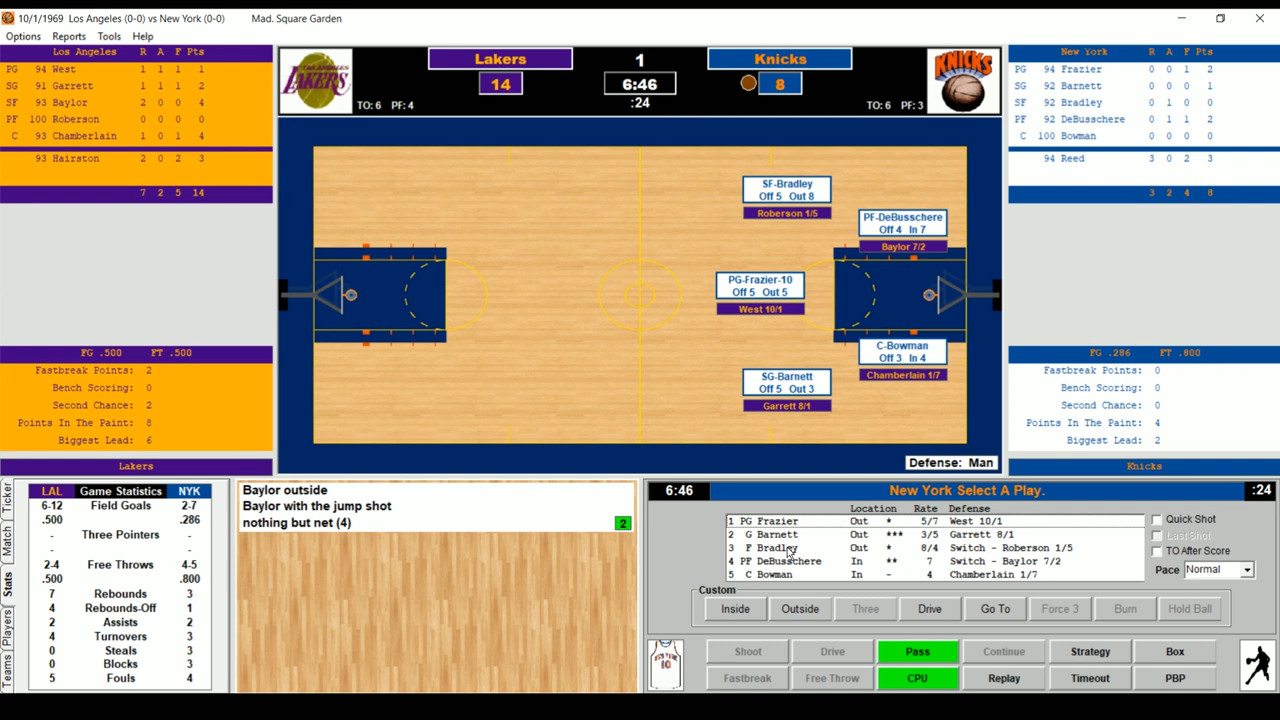 10/1/1969 Los Angeles (0-0) vs New York (0-0) Mad. Square Garden
Options Reports Tools Help
Los Angeles R A F Pts
PG 94 West 1 1 1 1
SG 91 Garrett 1 1 1 2
SF 93 Baylor 2 0 0 4
PF 100 Roberson 0 0 0 0
C 93 Chamberlain 1 0 1 4
93 Hairston 2 0 2 3
7 2 5 14
FG .500 FT .500
Fastbreak Points: 2
Bench Scoring: 0
Second Chance: 2
Points In The Paint: 8
Biggest Lead: 6
Lakers
LAKERS
Lakers 1 Knicks
14 6:46 8
TO: 6 PF: 4 :24 TO: 6 PF: 3
KNICKS
SF-Bradley
Off 5 Out 8
Roberson 1/5
PF-DeBusschere
Off 4 In 7
Baylor 7/2
PG-Frazier-10
Off 5 Out 5
West 10/1
C-Bowman
Off 3 In 4
Chamberlain 1/7
SG-Barnett
Off 5 Out 3
Garrett 8/1
Defense: Man
New York R A F Pts
PG 94 Frazier 0 0 1 2
SG 92 Barnett 0 0 0 1
SF 92 Bradley 0 1 0 0
PF 92 DeBusschere 0 1 1 2
C 100 Bowman 0 0 0 0
94 Reed 3 0 2 3
3 2 4 8
FG .286 FT .800
Fastbreak Points: 0
Bench Scoring: 0
Second Chance: 0
Points In The Paint: 4
Biggest Lead: 2
Knicks
Ticker
Match
Stats
Players
Teams
LAL Game Statistics NYK
6-12 Field Goals 2-7
.500 .286
- Three Pointers -
- -
2-4 Free Throws 4-5
.500 .800
7 Rebounds 3
4 Rebounds-Off 1
2 Assists 2
4 Turnovers 3
0 Steals 3
0 Blocks 3
5 Fouls 4
Baylor outside
Baylor with the jump shot
nothing but net (4)
2
6:46 New York Select A Play. :24
Location Rate Defense
1 PG Frazier Out * 5/7 West 10/1
2 G Barnett Out *** 3/5 Garrett 8/1
3 F Bradley Out * 8/4 Switch - Roberson 1/5
4 PF DeBusschere In ** 7 Switch - Baylor 7/2
5 C Bowman In - 4 Chamberlain 1/7
Quick Shot
Last Shot
TO After Score
Pace Normal
Custom
Inside Outside Three Drive Go To Force 3 Burn Hold Ball
Shoot Drive Pass Continue Strategy Box
Fastbreak Free Throw CPU Replay Timeout PBP